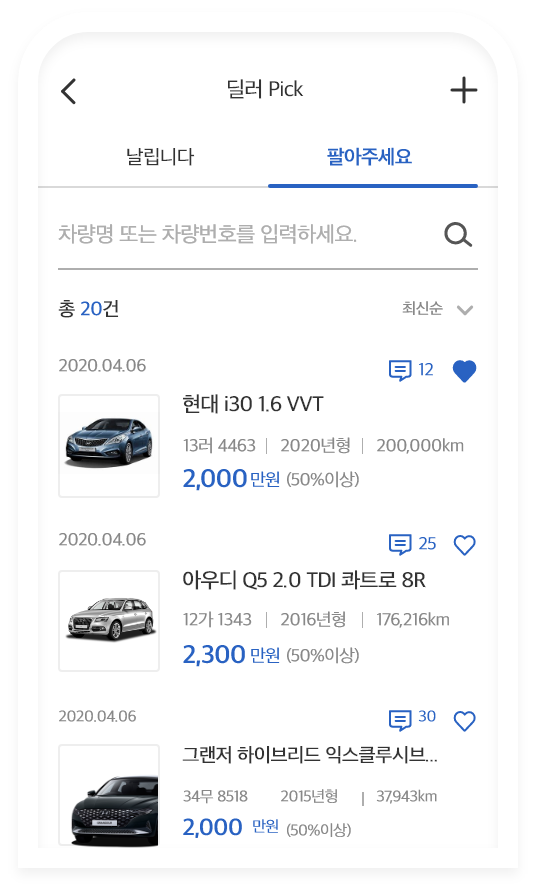 딜러 Pick
날립니다 팔아주세요
차량명 또는 차량번호를 입력하세요.
총 20건 최신순
2020.04.06 12
현대 i30 1.6 VVT
13러 4463 | 2020년형 | 200,000km
2,000만원 (50%이상)
2020.04.06 25
아우디 Q5 2.0 TDI 콰트로 8R
12가 1343 | 2016년형 | 176,216km
2,300 만원 (50%이상)
2020.04.06 30
그랜저 하이브리드 익스클루시브...
34무 8518 2015년형 | 37,943km
2,000 만원 (50%이상)